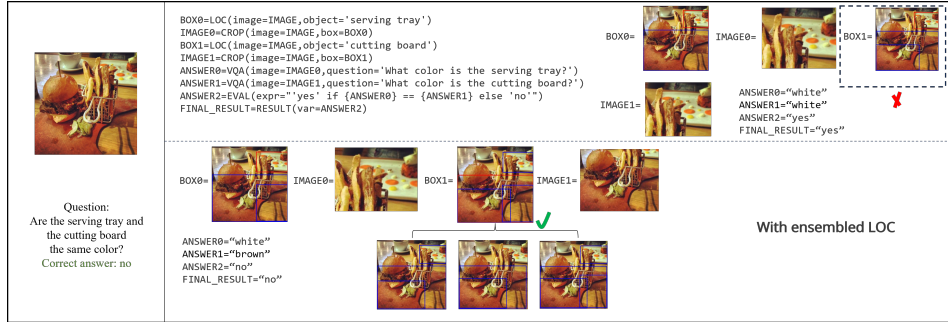 Question:
Are the serving tray and
the cutting board
the same color?
Correct answer: no
BOX0=LOC(image=IMAGE,object='serving tray')
IMAGE0=CROP(image=IMAGE,box=BOX0)
BOX1=LOC(image=IMAGE,object='cutting board')
IMAGE1=CROP(image=IMAGE,box=BOX1)
ANSWER0=VQA(image=IMAGE0,question='What color is the serving tray?')
ANSWER1=VQA(image=IMAGE1,question='What color is the cutting board?')
ANSWER2=EVAL(expr="'yes' if {ANSWER0} == {ANSWER1} else 'no'")
FINAL_RESULT=RESULT(var=ANSWER2)
BOX0=
IMAGE0=
BOX1=
IMAGE1=
ANSWER0=“white”
ANSWER1=“white”
ANSWER2=“yes”
FINAL_RESULT=“yes”
BOX0=
IMAGE0=
BOX1=
IMAGE1=
ANSWER0=“white”
ANSWER1=“brown”
ANSWER2=“no”
FINAL_RESULT=“no”
With ensembled LOC